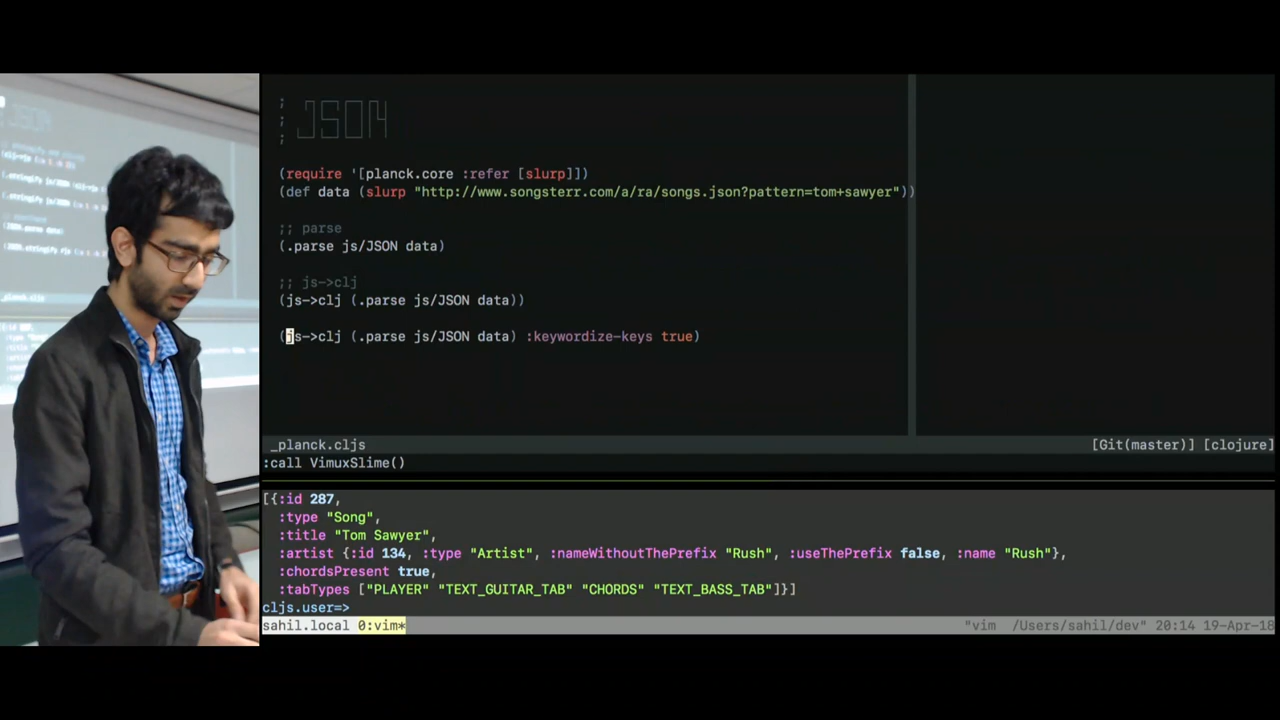 ;
; JSON
;
(require '[planck.core :refer [slurp]])
(def data (slurp "http://www.songsterr.com/a/ra/songs.json?pattern=tom+sawyer"))
;; parse
(.parse js/JSON data)
;; js->clj
(js->clj (.parse js/JSON data))
(js->clj (.parse js/JSON data) :keywordize-keys true)
_planck.cljs [Git(master)] [clojure]
:call VimuxSlime()
[{:id 287,
:type "Song",
:title "Tom Sawyer",
:artist {:id 134, :type "Artist", :nameWithoutThePrefix "Rush", :useThePrefix false, :name "Rush"},
:chordsPresent true,
:tabTypes ["PLAYER" "TEXT_GUITAR_TAB" "CHORDS" "TEXT_BASS_TAB"]}]
cljs.user=>
sahil.local 0:vim* "vim /Users/sahil/dev" 20:14 19-Apr-18